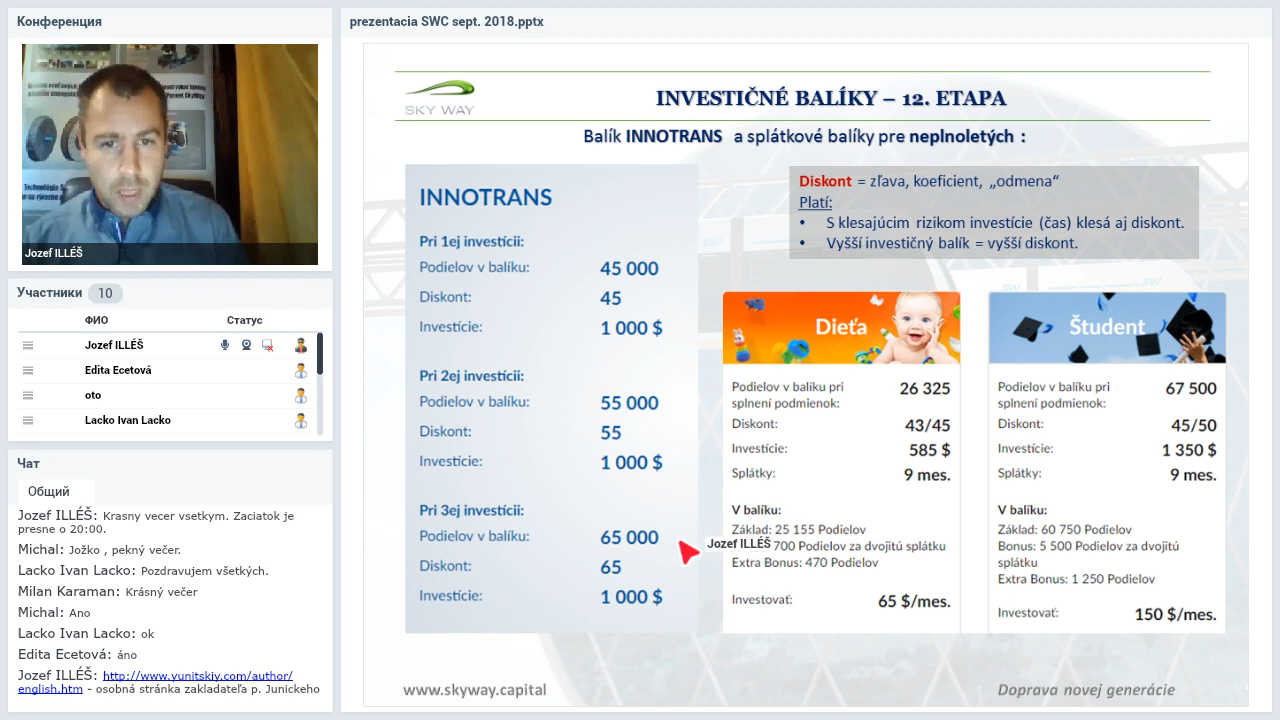 Конференция
Jozef ILLÉŠ
Участники 10
ФИО Статус
Jozef ILLÉŠ
Edita Ecetová
oto
Lacko Ivan Lacko
Чат
Общий
Jozef ILLÉŠ: Krasny vecer vsetkym. Zaciatok je
presne o 20:00.
Michal: Jožko , pekný večer.
Lacko Ivan Lacko: Pozdravujem všetkých.
Milan Karaman: Krásný večer
Michal: Ano
Lacko Ivan Lacko: ok
Edita Ecetová: áno
Jozef ILLÉŠ: http://www.yunitskiy.com/author/
english.htm - osobná stránka zakladateľa p. Junického
prezentacia SWC sept. 2018.pptx
SKY WAY
INVESTIČNÉ BALÍKY – 12. ETAPA
Balík INNOTRANS a splátkové balíky pre neplnoletých :
INNOTRANS
Pri 1ej investícii:
Podielov v balíku: 45 000
Diskont: 45
Investície: 1 000 $
Pri 2ej investícii:
Podielov v balíku: 55 000
Diskont: 55
Investície: 1 000 $
Pri 3ej investícii:
Podielov v balíku: 65 000
Diskont: 65
Investície: 1 000 $
Diskont = zľava, koeficient, „odmena“
Platí:
• S klesajúcim rizikom investície (čas) klesá aj diskont.
• Vyšší investičný balík = vyšší diskont.
Dieťa
Podielov v balíku pri
splnení podmienok: 26 325
Diskont: 43/45
Investície: 585 $
Splátky: 9 mes.
V balíku:
Základ: 25 155 Podielov
Jozef ILLÉŠ
700 Podielov za dvojitú splátku
Extra Bonus: 470 Podielov
Investovať: 65 $/mes.
Študent
Podielov v balíku pri
splnení podmienok: 67 500
Diskont: 45/50
Investície: 1 350 $
Splátky: 9 mes.
V balíku:
Základ: 60 750 Podielov
Bonus: 5 500 Podielov za dvojitú
splátku
Extra Bonus: 1 250 Podielov
Investovať: 150 $/mes.
www.skyway.capital
Doprava novej generácie